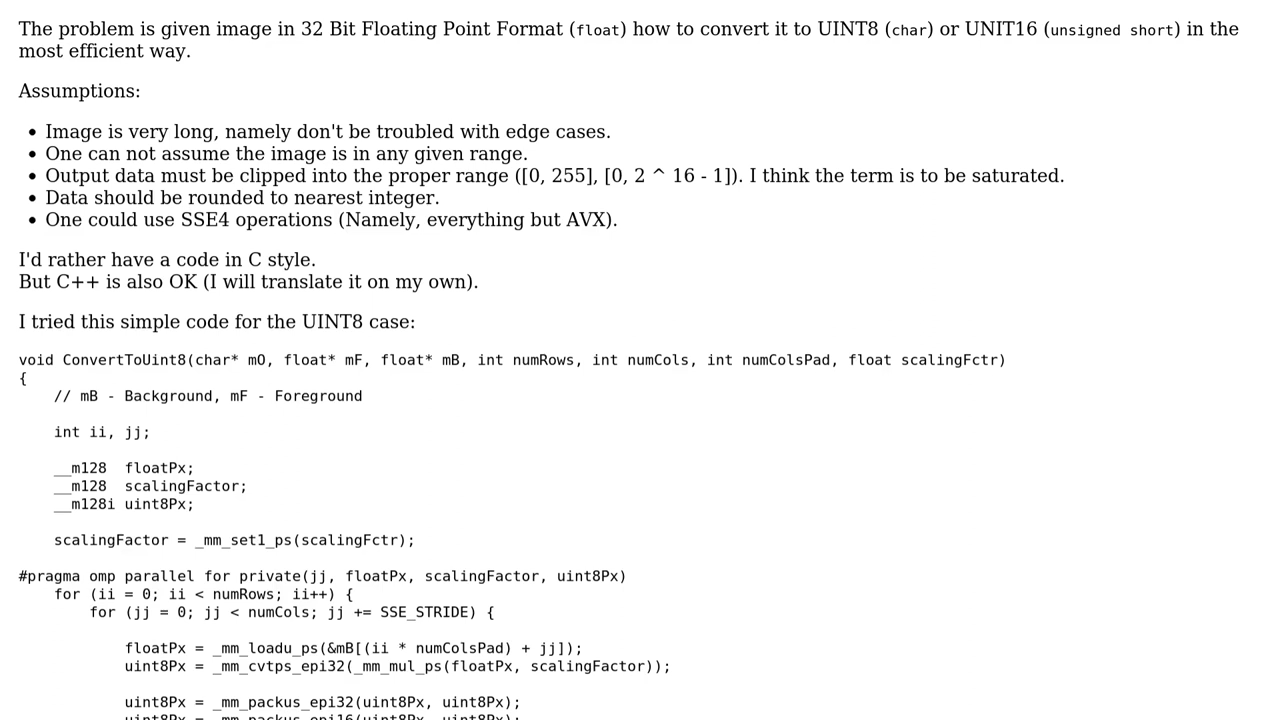 The problem is given image in 32 Bit Floating Point Format (float) how to convert it to UINT8 (char) or UNIT16 (unsigned short) in the
most efficient way.
Assumptions:
• Image is very long, namely don't be troubled with edge cases.
• One can not assume the image is in any given range.
• Output data must be clipped into the proper range ([0, 255], [0, 2 ^ 16 - 1]). I think the term is to be saturated.
• Data should be rounded to nearest integer.
• One could use SSE4 operations (Namely, everything but AVX).
I'd rather have a code in C style.
But C++ is also OK (I will translate it on my own).
I tried this simple code for the UINT8 case:
void ConvertToUint8(char* mO, float* mF, float* mB, int numRows, int numCols, int numColsPad, float scalingFctr)
{
    // mB - Background, mF - Foreground
    int ii, jj;
    __m128  floatPx;
    __m128  scalingFactor;
    __m128i uint8Px;
    scalingFactor = _mm_set1_ps(scalingFctr);
#pragma omp parallel for private(jj, floatPx, scalingFactor, uint8Px)
    for (ii = 0; ii < numRows; ii++) {
        for (jj = 0; jj < numCols; jj += SSE_STRIDE) {
            floatPx = _mm_loadu_ps(&mB[(ii * numColsPad) + jj]);
            uint8Px = _mm_cvtps_epi32(_mm_mul_ps(floatPx, scalingFactor));
            uint8Px = _mm_packus_epi32(uint8Px, uint8Px);
            uint8Px = _mm_packus_epi16(uint8Px, uint8Px);